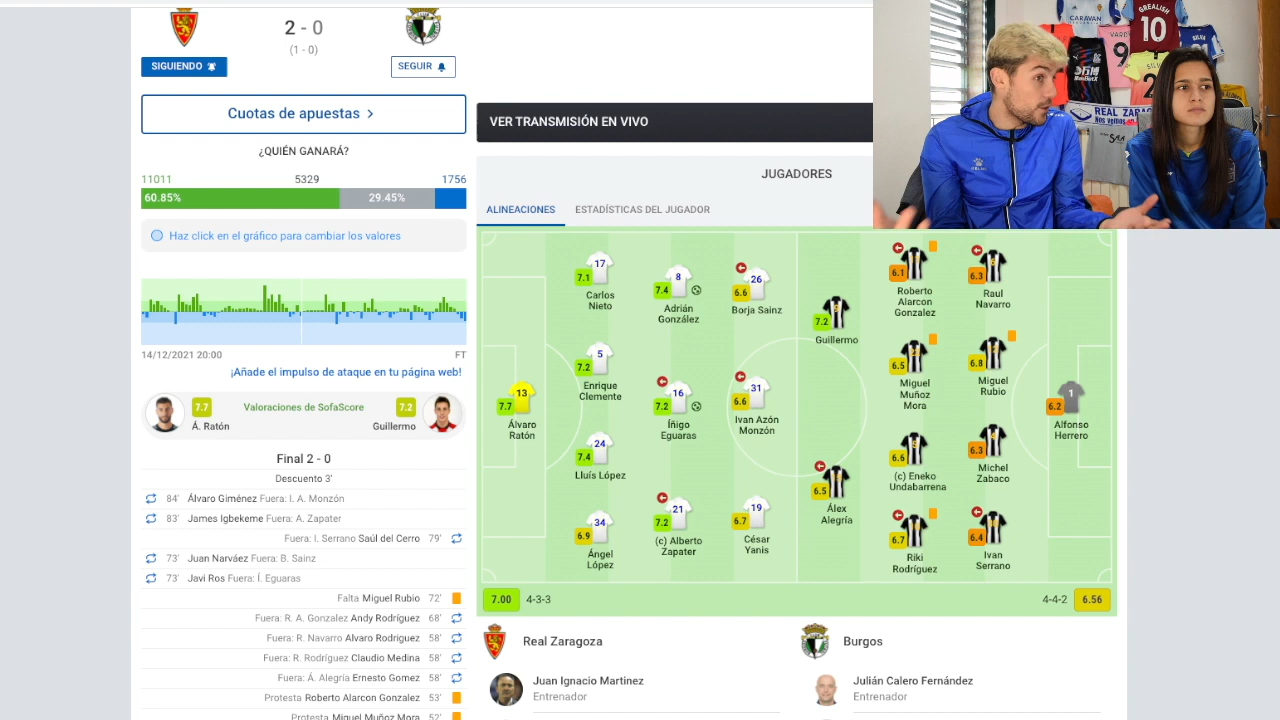 2 - 0
(1 - 0)
SIGUIENDO
SEGUIR
Cuotas de apuestas >
¿QUIÉN GANARÁ?
11011 5329 1756
60.85% 29.45%
Haz click en el gráfico para cambiar los valores
14/12/2021 20:00 FT
¡Añade el impulso de ataque en tu página web!
7.7 Valoraciones de SofaScore 7.2
Á. Ratón Guillermo
Final 2 - 0
Descuento 3'
84' Álvaro Giménez Fuera: I. A. Monzón
83' James Igbekeme Fuera: A. Zapater
Fuera: I. Serrano Saúl del Cerro 79'
73' Juan Narváez Fuera: B. Sainz
73' Javi Ros Fuera: Í. Eguaras
Falta Miguel Rubio 72'
Fuera: R. A. Gonzalez Andy Rodríguez 68'
Fuera: R. Navarro Alvaro Rodriguez 58'
Fuera: R. Rodríguez Claudio Medina 58'
Fuera: Á. Alegría Ernesto Gomez 58'
Protesta Roberto Alarcon Gonzalez 53'
Protesta Miguel Muñoz Mora 52'
VER TRANSMISIÓN EN VIVO
JUGADORES
ALINEACIONES ESTADÍSTICAS DEL JUGADOR
13
7.7
Álvaro
Ratón
17
7.1
Carlos
Nieto
5
7.2
Enrique
Clemente
24
7.4
Lluís López
34
6.9
Ángel
López
8
7.4
Adrián
González
16
7.2
Íñigo
Eguaras
21
7.2
(c) Alberto
Zapater
26
6.6
Borja Sainz
31
6.6
Ivan Azón
Monzón
19
6.7
César
Yanis
7.2
Guillermo
6.5
Álex
Alegría
6.1
Roberto
Alarcon
Gonzalez
6.5
Miguel
Muñoz
Mora
6.6
(c) Eneko
Undabarrena
6.7
Riki
Rodríguez
6.3
Raul
Navarro
6.8
Miguel
Rubio
6.3
Michel
Zabaco
6.4
Ivan
Serrano
1
6.2
Alfonso
Herrero
7.00 4-3-3
4-4-2 6.56
Real Zaragoza
Juan Ignacio Martinez
Entrenador
Burgos
Julián Calero Fernández
Entrenador
CARAVAN
GREALISH
10
VARDY
9
SILVA
REAL ZARAG
Nos vemos